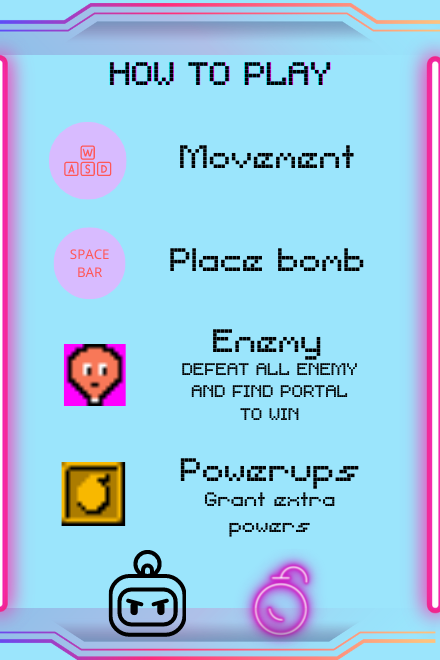 HOW TO PLAY
W
A S D
Movement
SPACE
BAR
Place bomb
Enemy
DEFEAT ALL ENEMY
AND FIND PORTAL
TO WIN
Powerups
Grant extra
powers